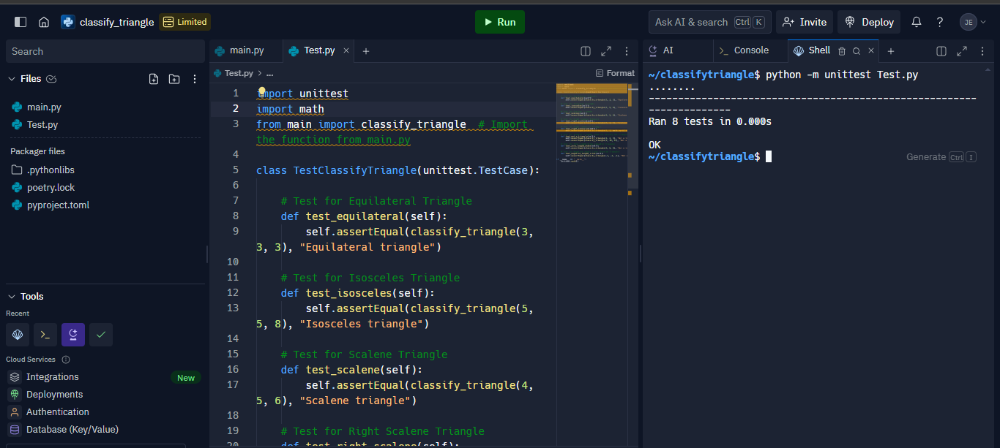 classify_triangle
Limited
Run
Ask AI & search Ctrl K
Invite
Deploy
?
JE
Search
Files
main.py
Test.py
Packager files
.pythonlibs
poetry.lock
pyproject.toml
Tools
Recent
Cloud Services
Integrations New
Deployments
Authentication
Database (Key/Value)
main.py Test.py × +
Test.py > ...
Format
1 import unittest
2 import math
3 from main import classify_triangle # Import
the function from main.py
4
5 class TestClassifyTriangle(unittest.TestCase):
6
7 # Test for Equilateral Triangle
8 def test_equilateral(self):
9 self.assertEqual(classify_triangle(3,
3, 3), "Equilateral triangle")
10
11 # Test for Isosceles Triangle
12 def test_isosceles(self):
13 self.assertEqual(classify_triangle(5,
5, 8), "Isosceles triangle")
14
15 # Test for Scalene Triangle
16 def test_scalene(self):
17 self.assertEqual(classify_triangle(4,
5, 6), "Scalene triangle")
18
19 # Test for Right Scalene Triangle
20 def test_right_scalene(self):
AI
>_ Console
Shell × +
~/classifytriangle$ python -m unittest Test.py
........
-----------------------------------------------------
--------------
Ran 8 tests in 0.000s
OK
~/classifytriangle$
Generate Ctrl I